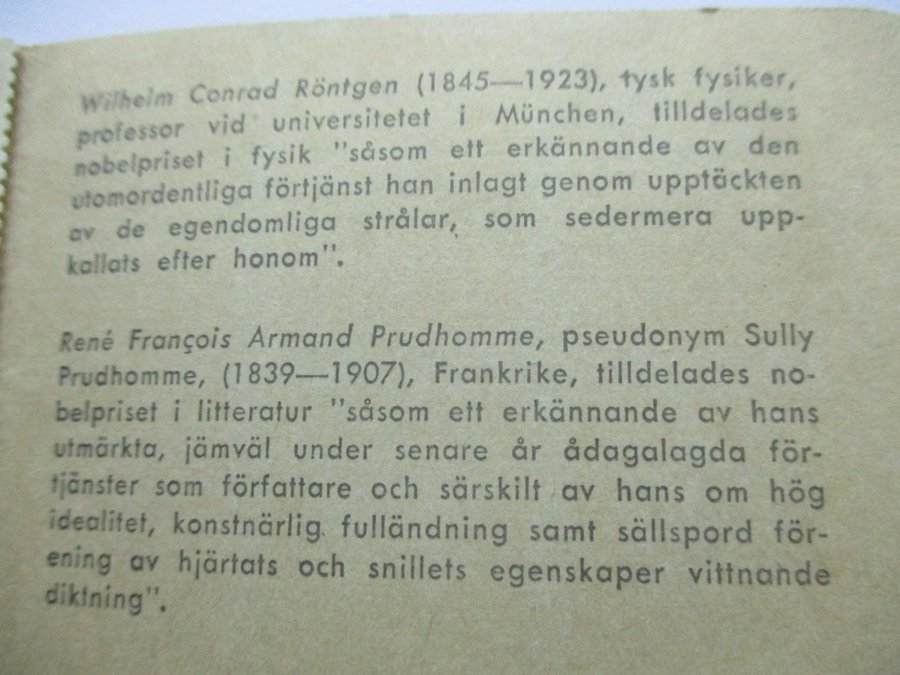 Wilhelm Conrad Röntgen (1845—1923), tysk fysiker,
professor vid universitetet i München, tilldelades
nobelpriset i fysik "såsom ett erkännande av den
utomordentliga förtjänst han inlagt genom upptäckten
av de egendomliga strålar, som sedermera upp-
kallats efter honom".
René François Armand Prudhomme, pseudonym Sully
Prudhomme, (1839—1907), Frankrike, tilldelades no-
belpriset i litteratur "såsom ett erkännande av hans
utmärkta, jämväl under senare år ådagalagda för-
tjänster som författare och särskilt av hans om hög
idealitet, konstnärlig fulländning samt sällspord för-
ening av hjärtats och snillets egenskaper vittnande
diktning".